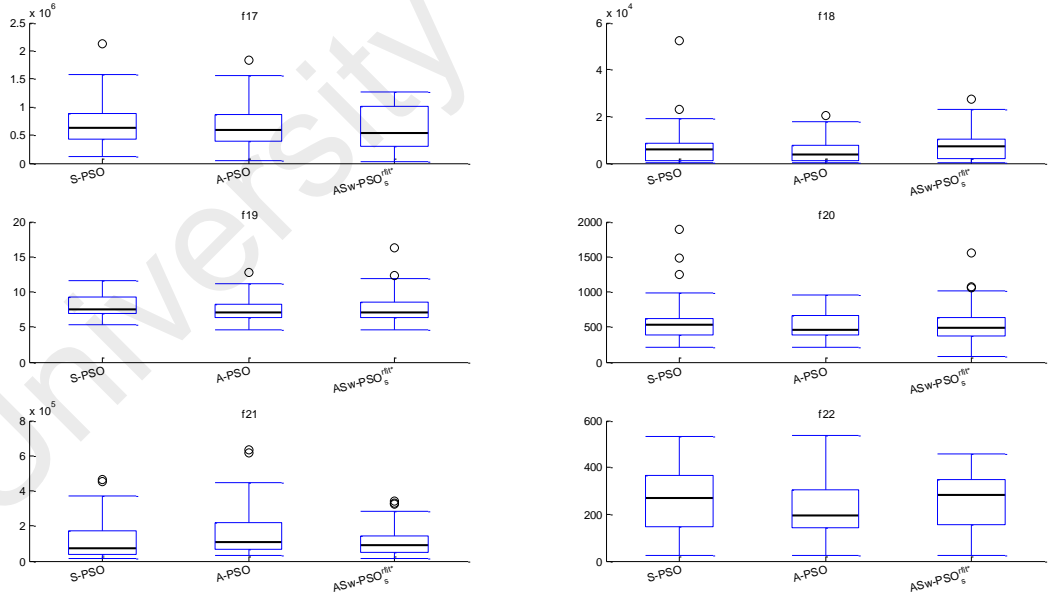 f17
x 10^6
2.5
2
1.5
1
0.5
0
S-PSO
A-PSO
ASw-PSO_s^rfit*
f18
x 10^4
6
4
2
0
S-PSO
A-PSO
ASw-PSO_s^rfit*
f19
20
15
10
5
0
S-PSO
A-PSO
ASw-PSO_s^rfit*
f20
2000
1500
1000
500
0
S-PSO
A-PSO
ASw-PSO_s^rfit*
f21
x 10^5
8
6
4
2
0
S-PSO
A-PSO
ASw-PSO_s^rfit*
f22
600
400
200
0
S-PSO
A-PSO
ASw-PSO_s^rfit*
University